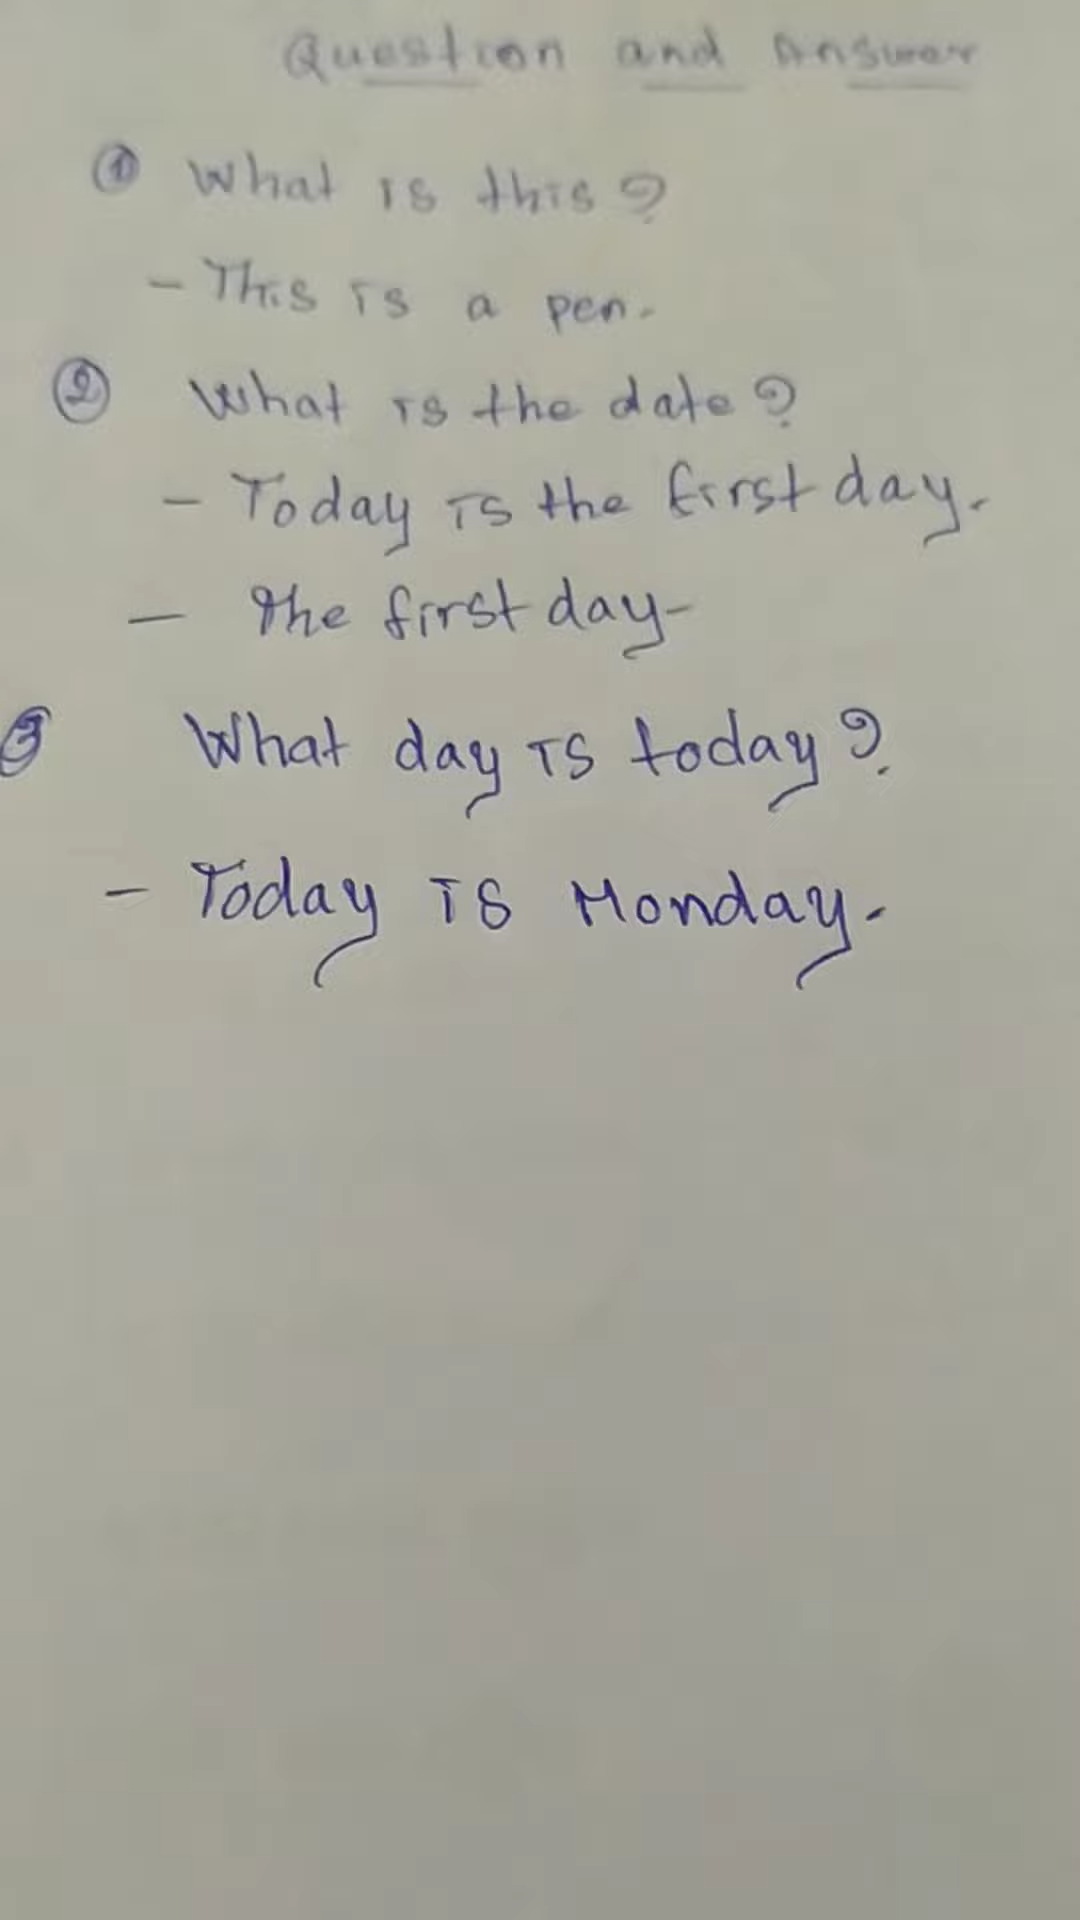 Question and Answer
① What is this?
- This is a pen.
② What is the date?
- Today is the first day.
- The first day-
③ What day is today?
- Today is Monday.